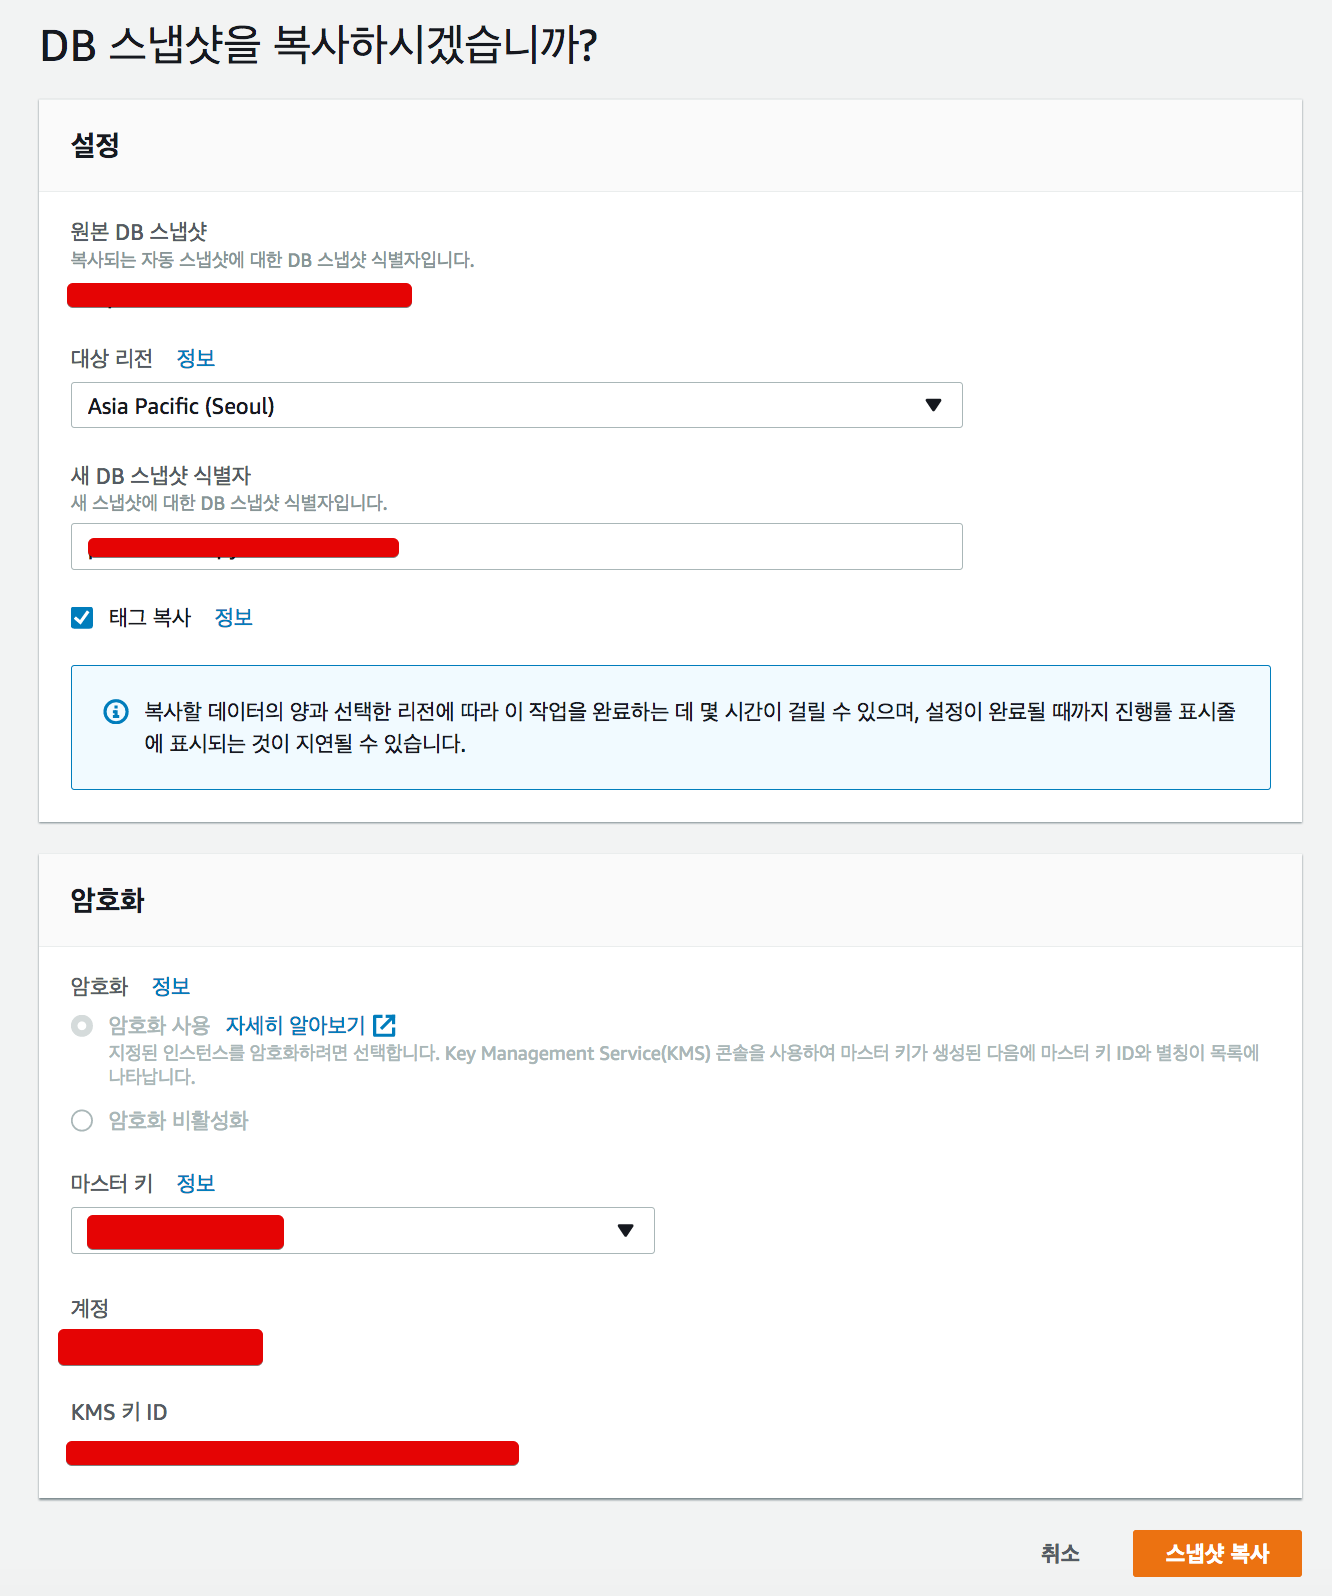 DB 스냅샷을 복사하시겠습니까?
설정
원본 DB 스냅샷
복사되는 자동 스냅샷에 대한 DB 스냅샷 식별자입니다.
대상 리전 정보
Asia Pacific (Seoul)
새 DB 스냅샷 식별자
새 스냅샷에 대한 DB 스냅샷 식별자입니다.
태그 복사 정보
복사할 데이터의 양과 선택한 리전에 따라 이 작업을 완료하는 데 몇 시간이 걸릴 수 있으며, 설정이 완료될 때까지 진행률 표시줄
에 표시되는 것이 지연될 수 있습니다.
암호화
암호화 정보
암호화 사용 자세히 알아보기
지정된 인스턴스를 암호화하려면 선택합니다. Key Management Service(KMS) 콘솔을 사용하여 마스터 키가 생성된 다음에 마스터 키 ID와 별칭이 목록에
나타납니다.
암호화 비활성화
마스터 키 정보
계정
KMS 키 ID
취소 스냅샷 복사